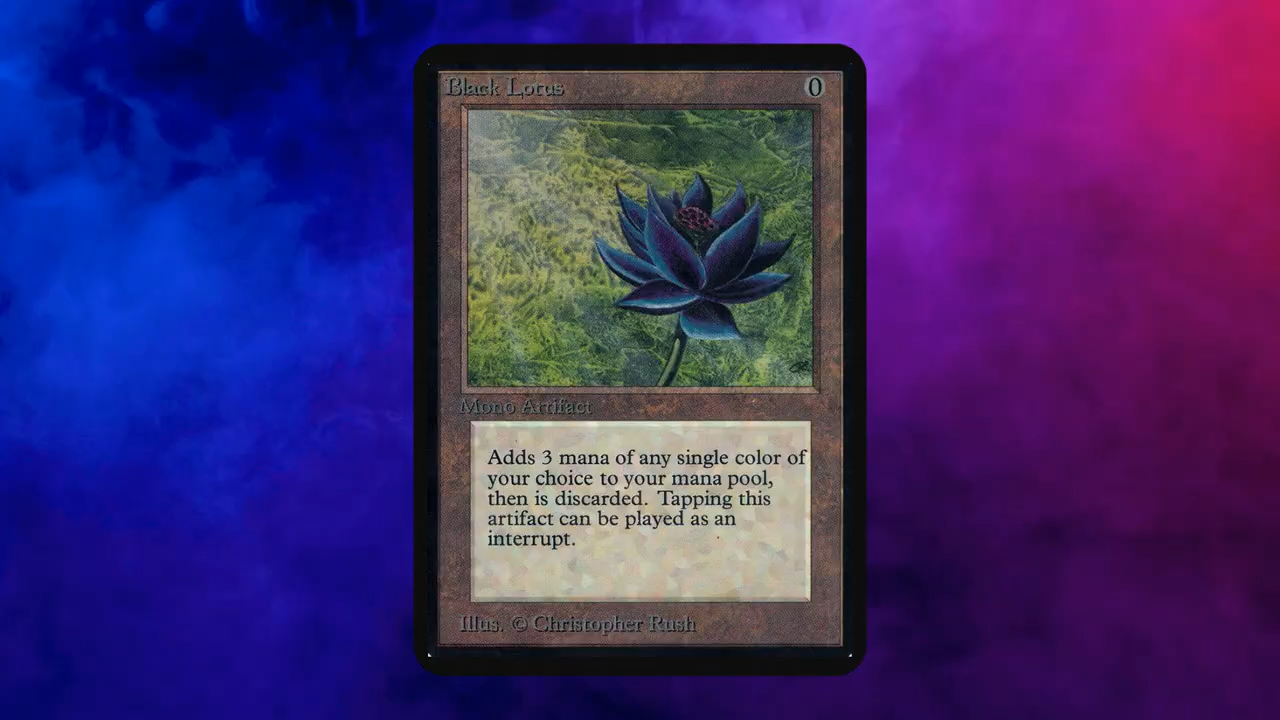 Black Lotus 0
Mono Artifact
Adds 3 mana of any single color of
your choice to your mana pool,
then is discarded. Tapping this
artifact can be played as an
interrupt.
Illus. © Christopher Rush